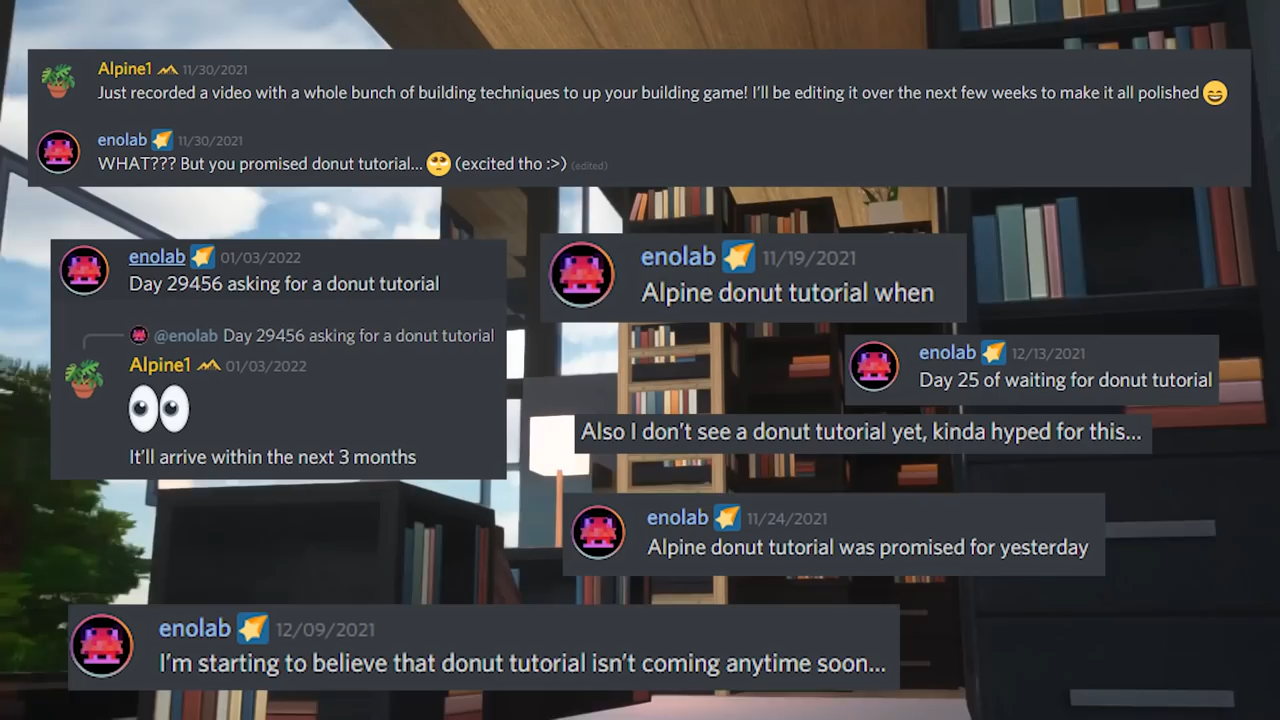 Alpine1 11/30/2021
Just recorded a video with a whole bunch of building techniques to up your building game! I'll be editing it over the next few weeks to make it all polished 😄
enolab 11/30/2021
WHAT??? But you promised donut tutorial... 🥺 (excited tho :>) (edited)
enolab 01/03/2022
Day 29456 asking for a donut tutorial
@enolab Day 29456 asking for a donut tutorial
Alpine1 01/03/2022
👀
It'll arrive within the next 3 months
enolab 11/19/2021
Alpine donut tutorial when
enolab 12/13/2021
Day 25 of waiting for donut tutorial
Also I don't see a donut tutorial yet, kinda hyped for this...
enolab 11/24/2021
Alpine donut tutorial was promised for yesterday
enolab 12/09/2021
I'm starting to believe that donut tutorial isn't coming anytime soon...